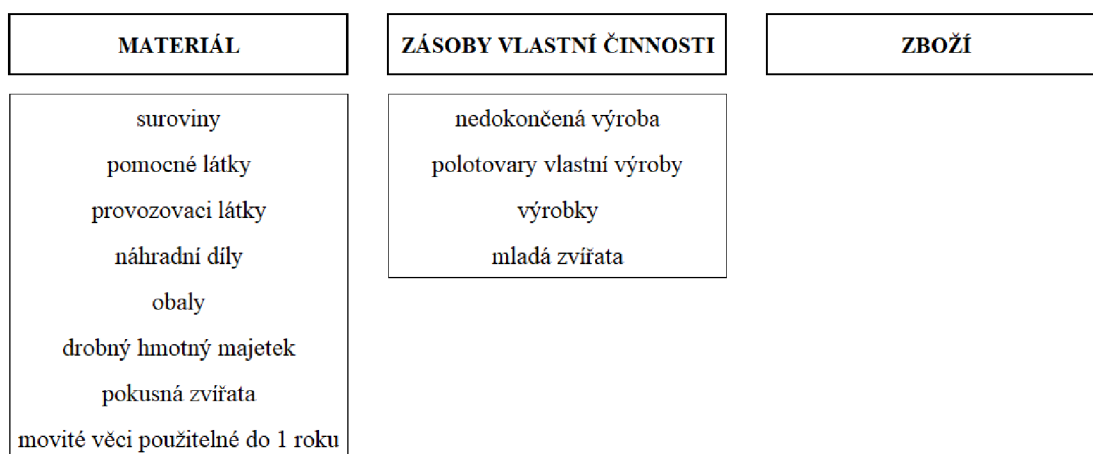 MATERIÁL
suroviny
pomocné látky
provozovaci látky
náhradní díly
obaly
drobný hmotný majetek
pokusná zvířata
movité věci použitelné do 1 roku
ZÁSOBY VLASTNÍ ČINNOSTI
nedokončená výroba
polotovary vlastní výroby
výrobky
mladá zvířata
ZBOŽÍ